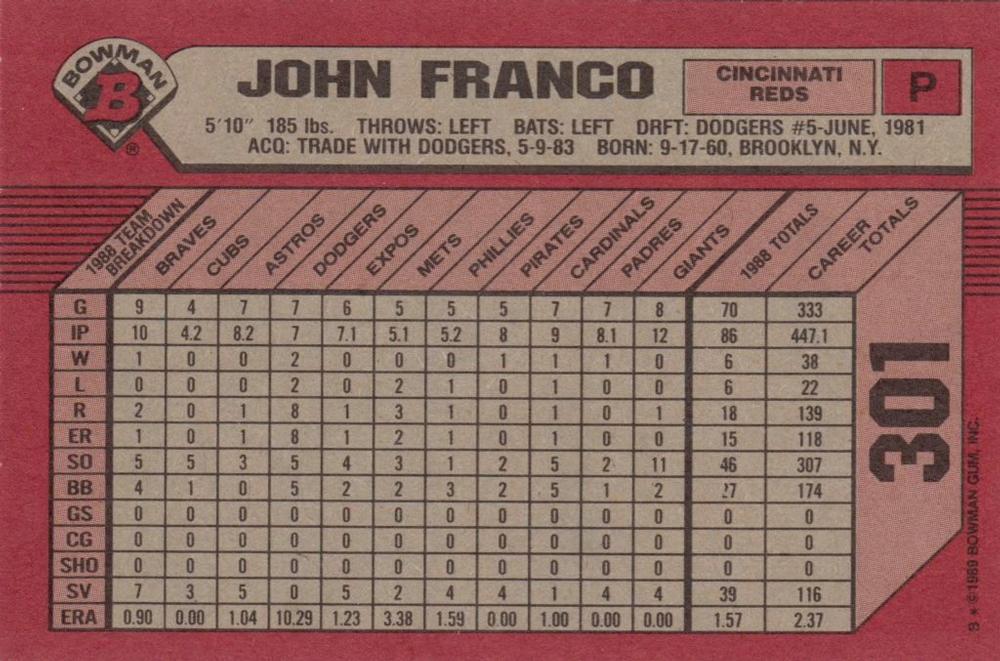 BOWMAN
B
®
JOHN FRANCO
CINCINNATI
REDS
P
5'10" 185 lbs. THROWS: LEFT BATS: LEFT DRFT: DODGERS #5-JUNE, 1981
ACQ: TRADE WITH DODGERS, 5-9-83 BORN: 9-17-60, BROOKLYN, N.Y.
1988 TEAM BREAKDOWN BRAVES CUBS ASTROS DODGERS EXPOS METS PHILLIES PIRATES CARDINALS PADRES GIANTS 1988 TOTALS CAREER TOTALS
G 9 4 7 7 6 5 5 5 7 7 8 70 333
IP 10 4.2 8.2 7 7.1 5.1 5.2 8 9 8.1 12 86 447.1
W 1 0 0 2 0 0 0 1 1 1 0 6 38
L 0 0 0 2 0 2 1 0 1 0 0 6 22
R 2 0 1 8 1 3 1 0 1 0 1 18 139
ER 1 0 1 8 1 2 1 0 1 0 0 15 118
SO 5 5 3 5 4 3 1 2 5 2 11 46 307
BB 4 1 0 5 2 2 3 2 5 1 2 27 174
GS 0 0 0 0 0 0 0 0 0 0 0 0 0
CG 0 0 0 0 0 0 0 0 0 0 0 0 0
SHO 0 0 0 0 0 0 0 0 0 0 0 0 0
SV 7 3 5 0 5 2 4 4 1 4 4 39 116
ERA 0.90 0.00 1.04 10.29 1.23 3.38 1.59 0.00 1.00 0.00 0.00 1.57 2.37
301
B * ©1989 BOWMAN GUM, INC.